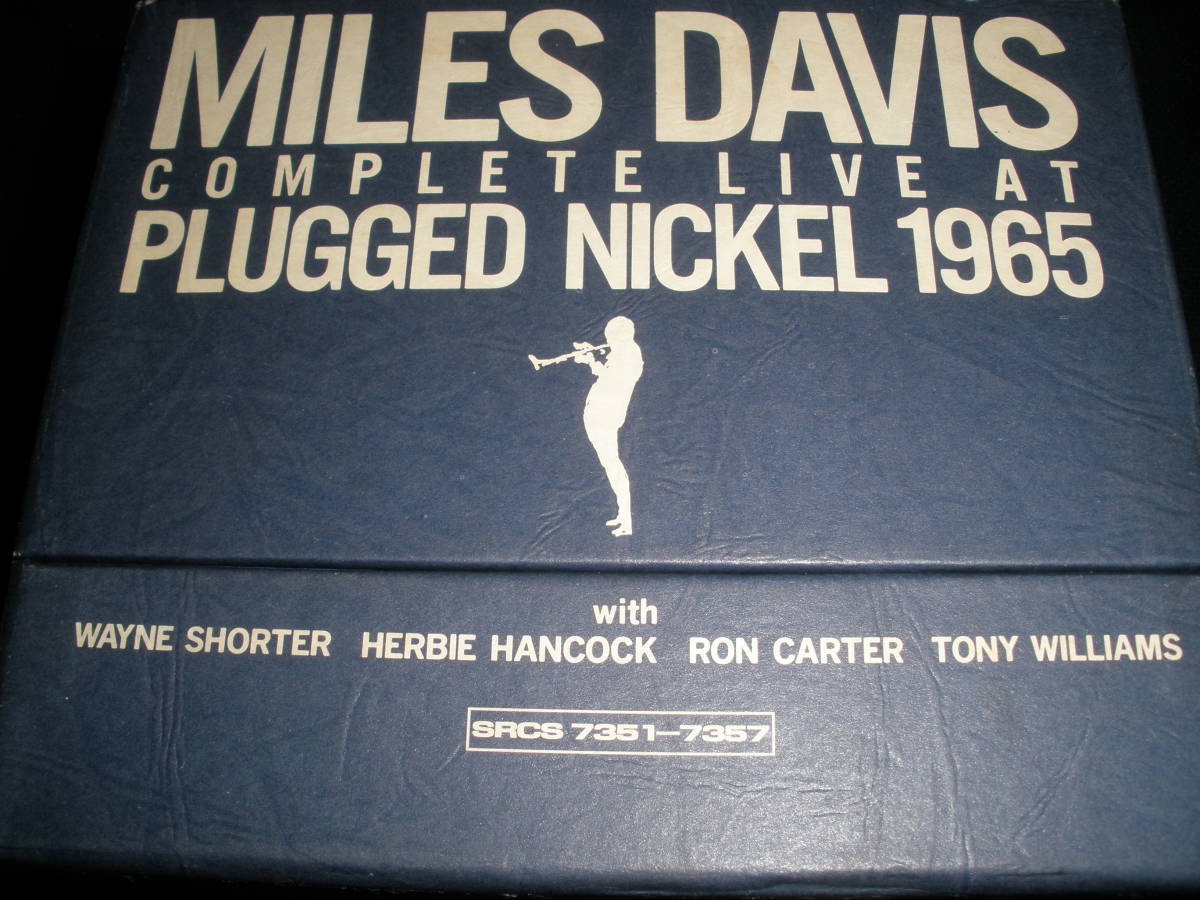 MILES DAVIS
COMPLETE LIVE AT
PLUGGED NICKEL 1965
with
WAYNE SHORTER HERBIE HANCOCK RON CARTER TONY WILLIAMS
SRCS 7351–7357